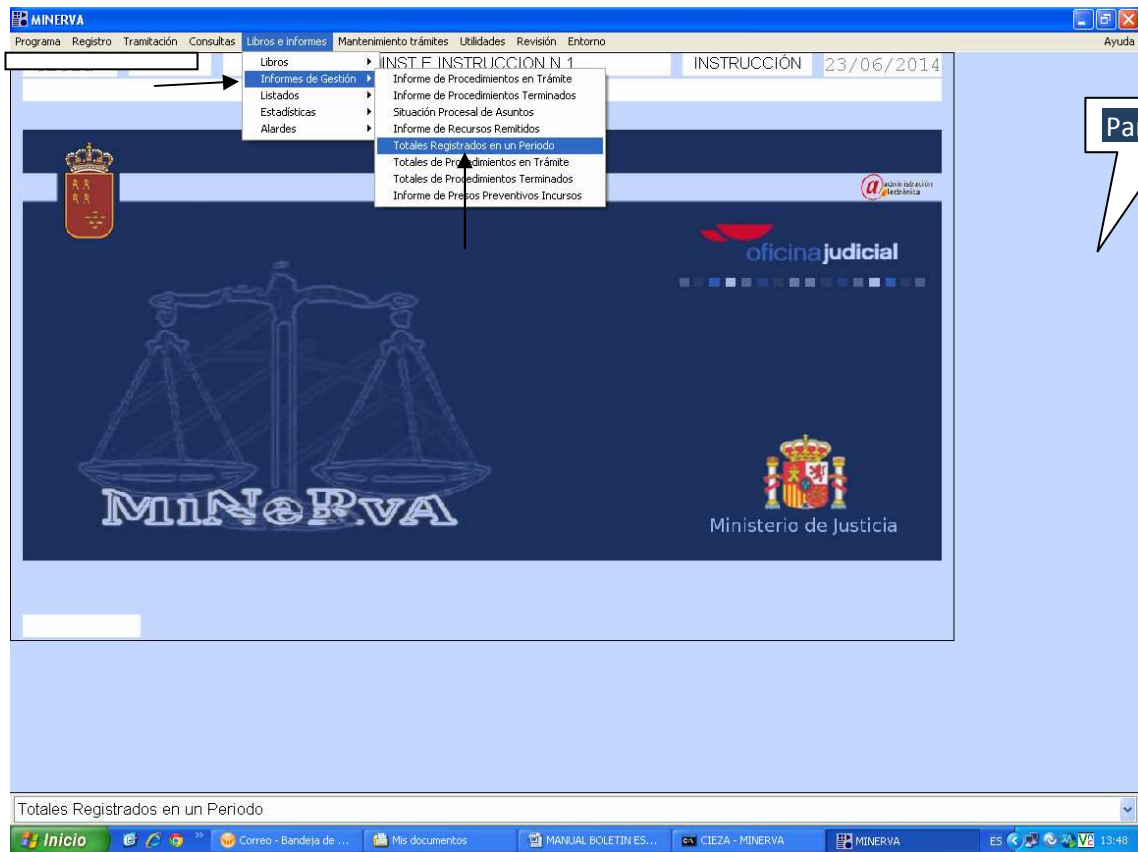 MINERVA
Programa Registro Tramitación Consultas Libros e informes Mantenimiento trámites Utilidades Revisión Entorno Ayuda
INST E INSTRUCCION N 1 INSTRUCCIÓN 23/06/2014
Libros
Informes de Gestión
Listados
Estadísticas
Alardes
Informe de Procedimientos en Trámite
Informe de Procedimientos Terminados
Situación Procesal de Asuntos
Informe de Recursos Remitidos
Totales Registrados en un Periodo
Totales de Procedimientos en Trámite
Totales de Procedimientos Terminados
Informe de Presos Preventivos Incursos
Par
administración electrónica
oficinajudicial
MiNeRvA
Ministerio de Justicia
Totales Registrados en un Periodo
Inicio Correo - Bandeja de ... Mis documentos MANUAL BOLETIN ES... CIEZA - MINERVA MINERVA ES 13:48